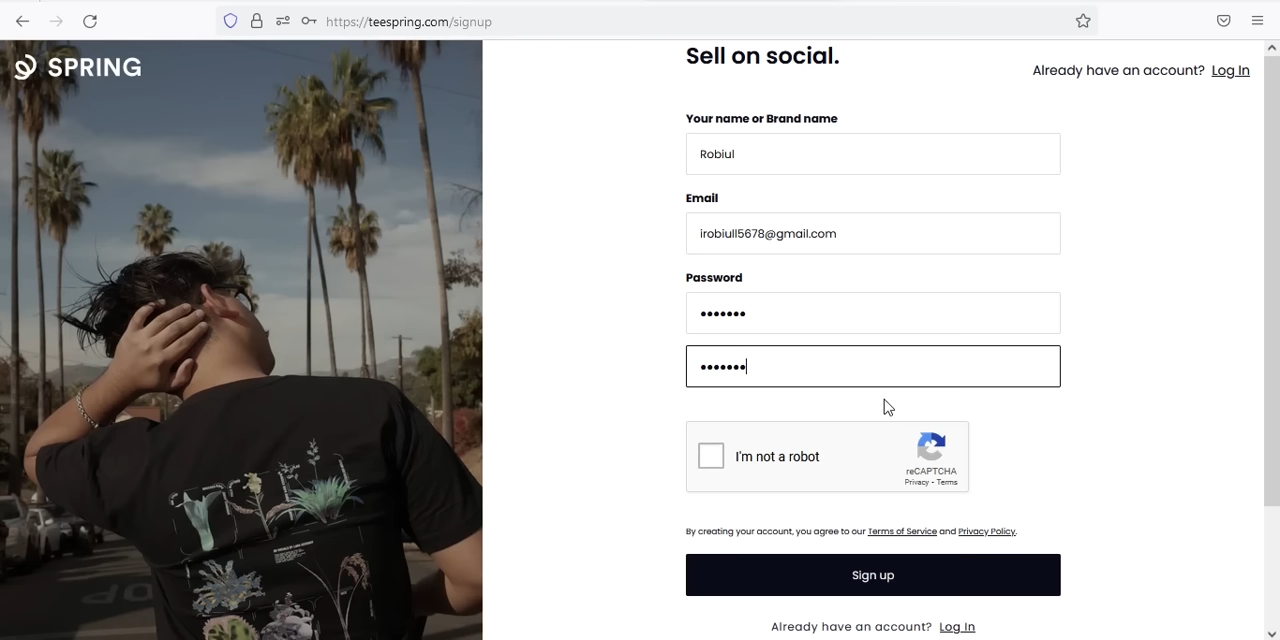 https://teespring.com/signup
SPRING
Sell on social.
Already have an account? Log In
Your name or Brand name
Robiul
Email
irobiull5678@gmail.com
Password
•••••••
•••••••
I'm not a robot
reCAPTCHA
Privacy - Terms
By creating your account, you agree to our Terms of Service and Privacy Policy.
Sign up
Already have an account? Log In